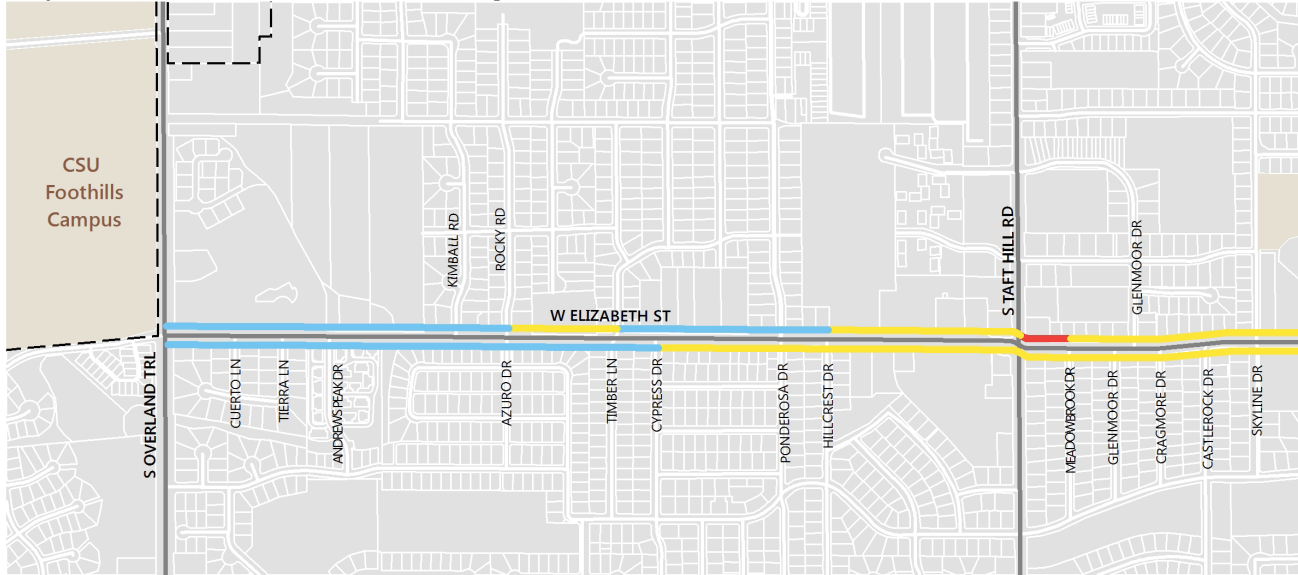 CSU
Foothills
Campus
KIMBALL RD
ROCKY RD
W ELIZABETH ST
S TAFT HILL RD
GLENMOOR DR
S OVERLAND TRL
CUERTO LN
TIERRA LN
ANDREWSPEAK DR
AZURO DR
TIMBER LN
CYPRESS DR
PONDEROSA DR
HILLCREST DR
MEADOWBROOK DR
GLENMOOR DR
CRAGMORE DR
CASTLEROCK DR
SKYLINE DR